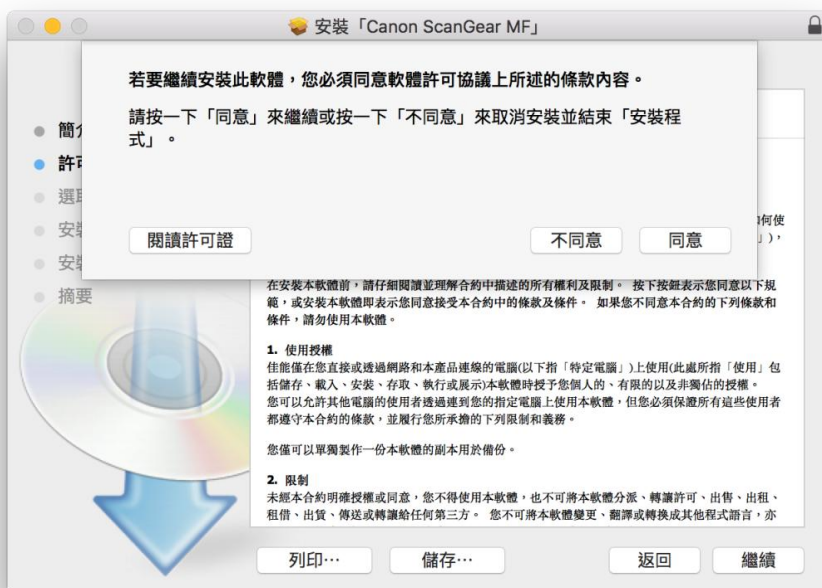 安裝「Canon ScanGear MF」
若要繼續安裝此軟體，您必須同意軟體許可協議上所述的條款內容。
請按一下「同意」來繼續或按一下「不同意」來取消安裝並結束「安裝程
式」。
閱讀許可證
不同意
同意
簡介
許可
選取
安裝
安裝
摘要
何使
」)，
在安裝本軟體前，請仔細閱讀並理解合約中描述的所有權利及限制。 按下按鈕表示您同意以下規
範，或安裝本軟體即表示您同意接受本合約中的條款及條件。 如果您不同意本合約的下列條款和
條件，請勿使用本軟體。
1. 使用授權
佳能僅在您直接或透過網路和本產品連線的電腦(以下指「特定電腦」)上使用(此處所指「使用」包
括儲存、載入、安裝、存取、執行或展示)本軟體時授予您個人的、有限的以及非獨佔的授權。
您可以允許其他電腦的使用者透過連到您的指定電腦上使用本軟體，但您必須保證所有這些使用者
都遵守本合約的條款，並履行您所承擔的下列限制和義務。
您僅可以單獨製作一份本軟體的副本用於備份。
2. 限制
未經本合約明確授權或同意，您不得使用本軟體，也不可將本軟體分派、轉讓許可、出售、出租、
租借、出賃、傳送或轉讓給任何第三方。 您不可將本軟體變更、翻譯或轉換成其他程式語言，亦
列印⋯
儲存⋯
返回
繼續